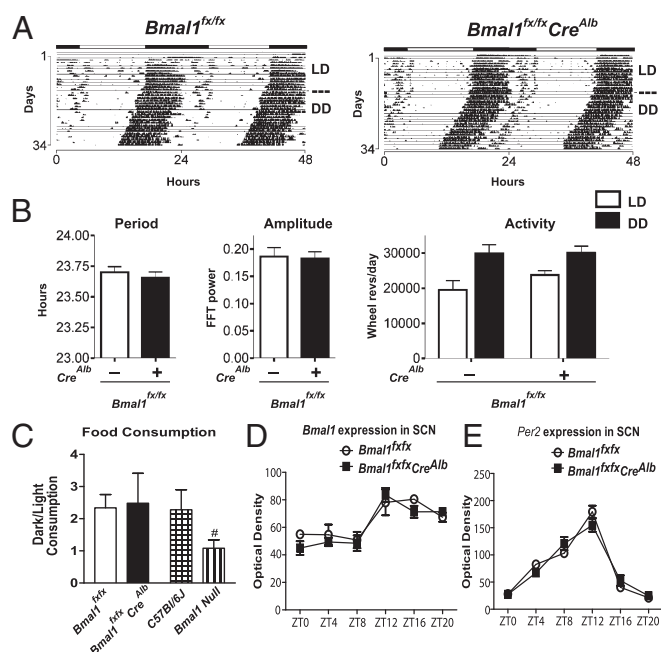 A
Bmal1fx/fx
Bmal1fx/fxCreAlb
1
Days
34
LD
DD
0 24 48
Hours
1
Days
34
LD
DD
0 24 48
Hours
B
LD
DD
Period
24.00
23.75
23.50
23.25
23.00
Hours
CreAlb − +
Bmal1fx/fx
Amplitude
0.20
0.15
0.10
0.05
0.00
FFT power
CreAlb − +
Bmal1fx/fx
Activity
30000
20000
10000
0
Wheel revs/day
CreAlb − +
Bmal1fx/fx
C
Food Consumption
4
3
2
1
0
Dark/Light
Consumption
#
Bmal1fxfx
Bmal1fxfx
CreAlb
C57Bl/6J
Bmal1 Null
D
Bmal1 expression in SCN
Bmal1fxfx
Bmal1fxfxCreAlb
200
150
100
50
0
Optical Density
ZT0 ZT4 ZT8 ZT12 ZT16 ZT20
E
Per2 expression in SCN
Bmal1fxfx
Bmal1fxfxCreAlb
250
200
150
100
50
0
Optical Density
ZT0 ZT4 ZT8 ZT12 ZT16 ZT20